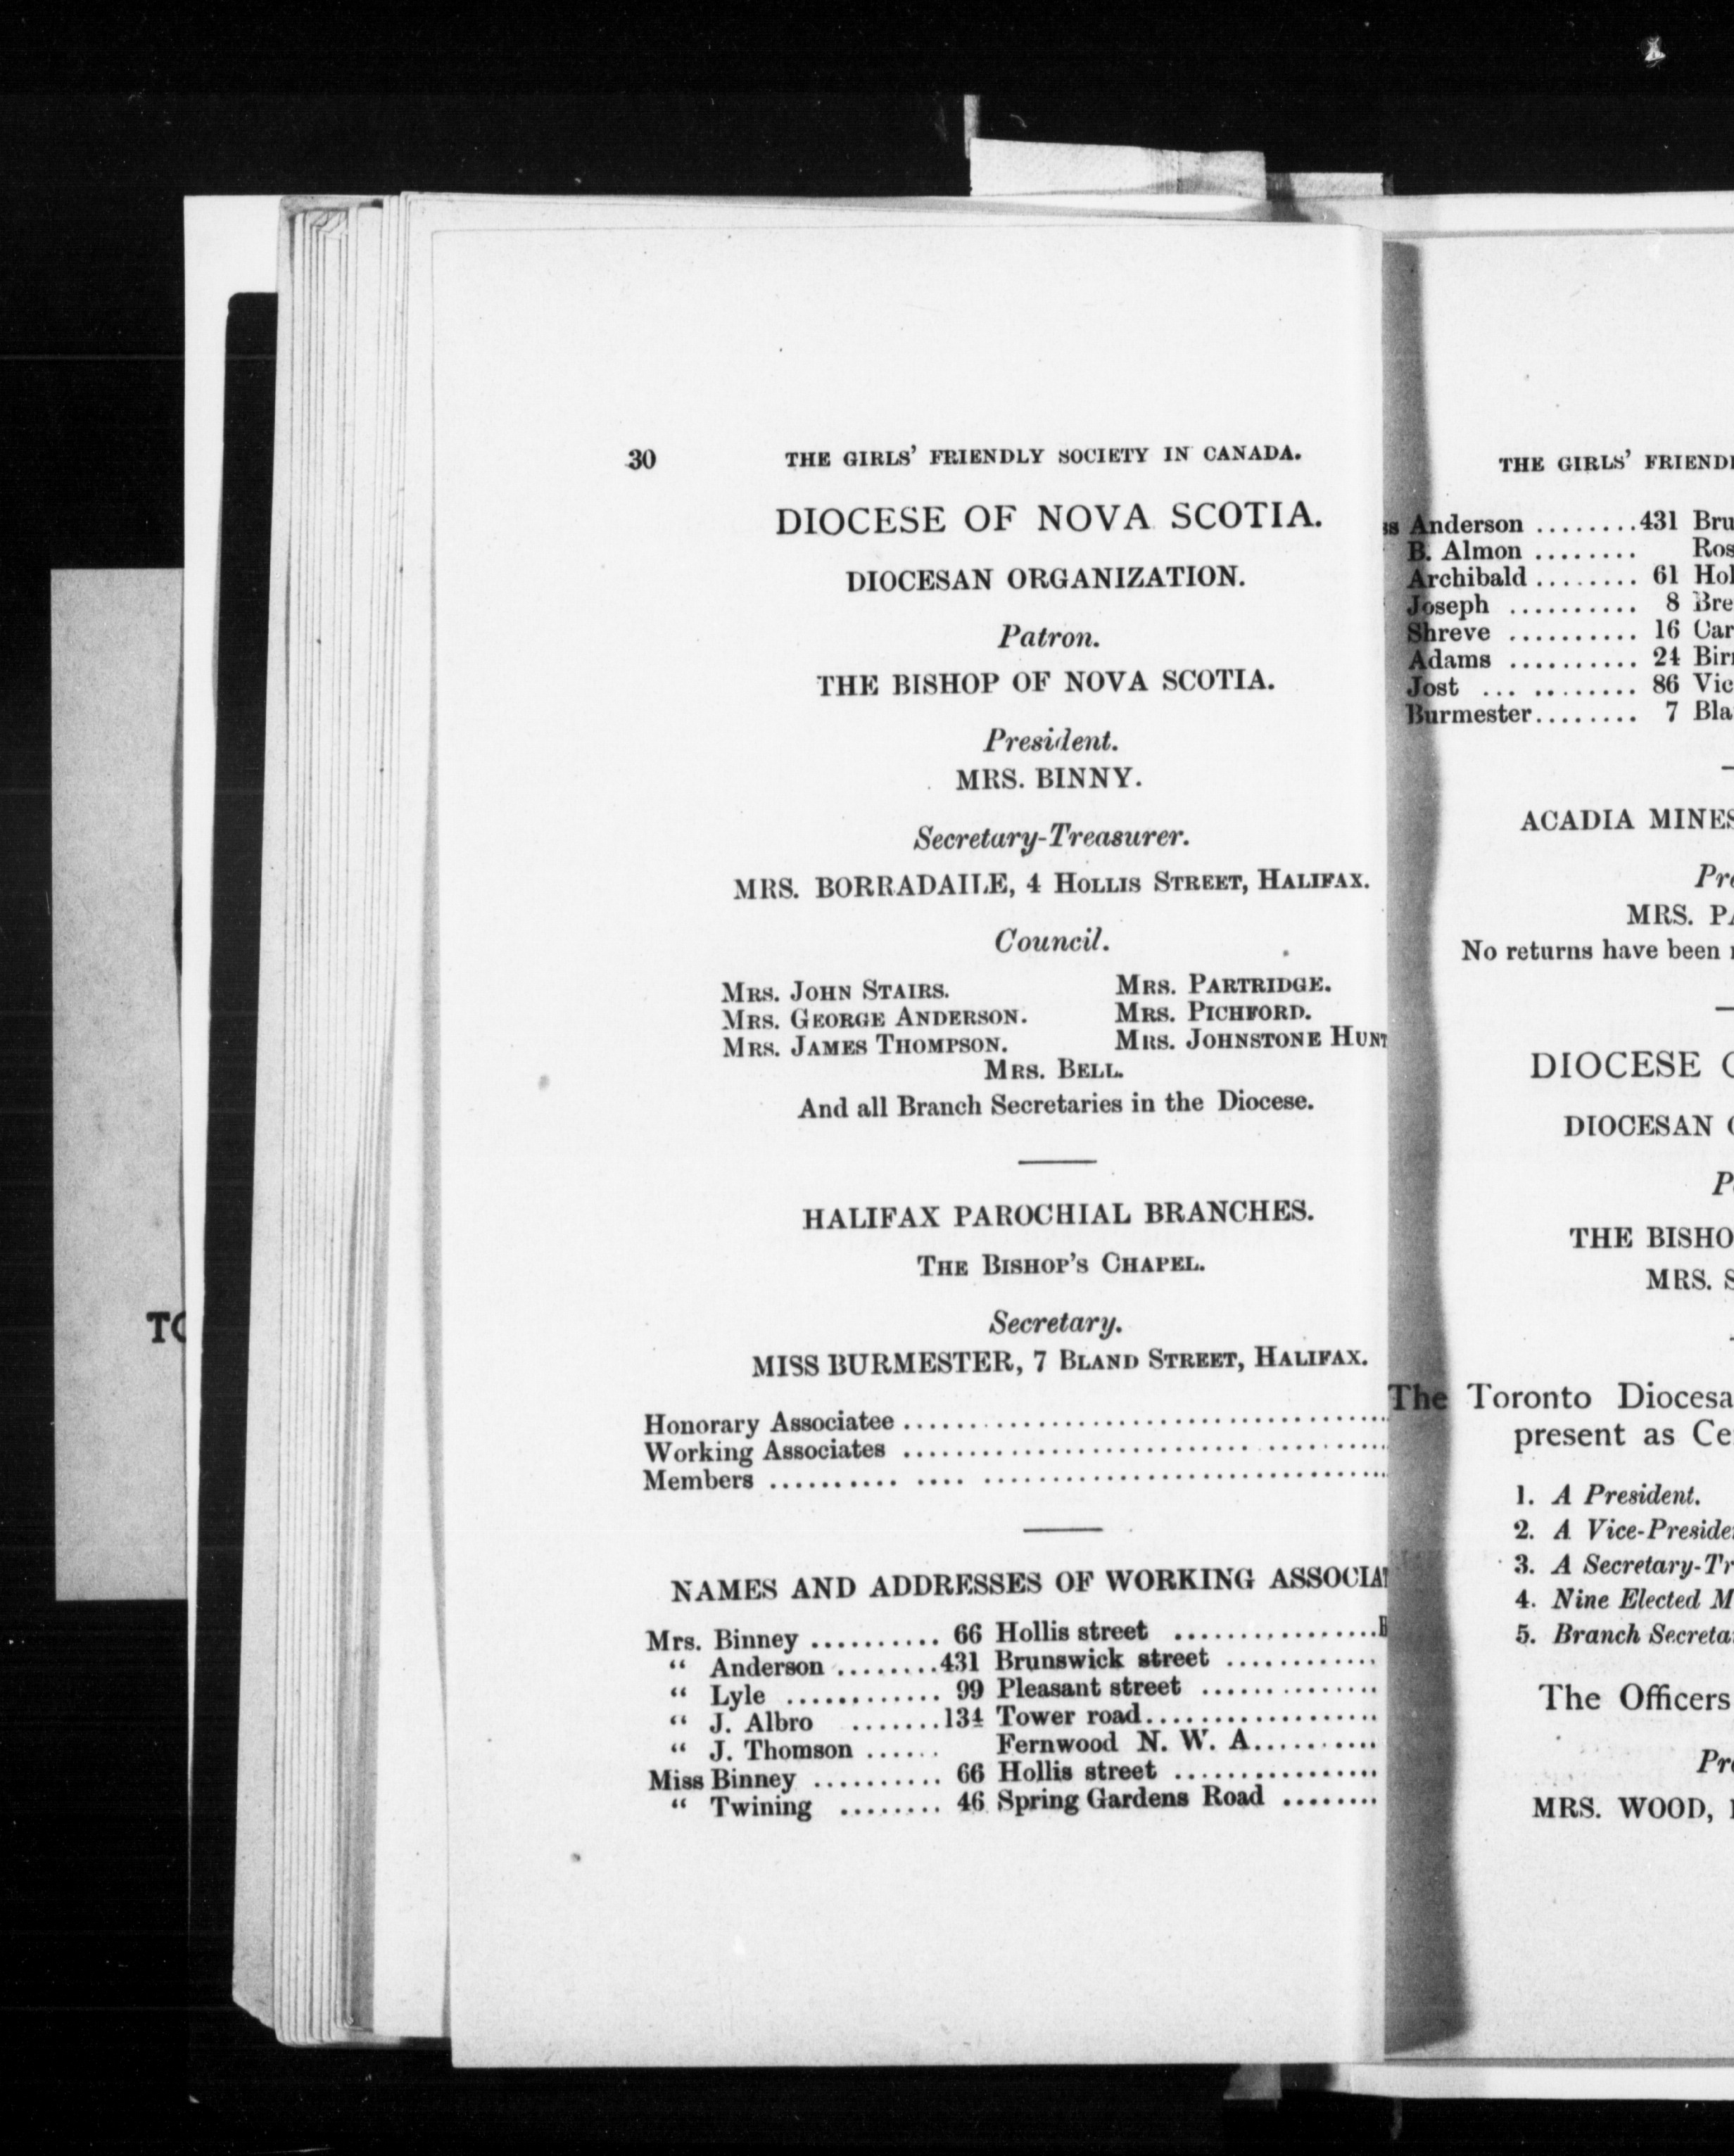 30 THE GIRLS' FRIENDLY SOCIETY IN CANADA.
DIOCESE OF NOVA SCOTIA.
DIOCESAN ORGANIZATION.
Patron.
THE BISHOP OF NOVA SCOTIA.
President.
MRS. BINNY.
Secretary-Treasurer.
MRS. BORRADAILE, 4 HOLLIS STREET, HALIFAX.
Council.
MRS. JOHN STAIRS. MRS. PARTRIDGE.
MRS. GEORGE ANDERSON. MRS. PICHFORD.
MRS. JAMES THOMPSON. MRS. JOHNSTONE HUNT
MRS. BELL.
And all Branch Secretaries in the Diocese.
HALIFAX PAROCHIAL BRANCHES.
THE BISHOP'S CHAPEL.
Secretary.
MISS BURMESTER, 7 BLAND STREET, HALIFAX.
Honorary Associatee ........................................
Working Associates ........................................
Members ........................................
NAMES AND ADDRESSES OF WORKING ASSOCIAT
Mrs. Binney .......... 66 Hollis street ................
“ Anderson ........431 Brunswick street ............
“ Lyle ............ 99 Pleasant street ..............
“ J. Albro .......134 Tower road...................
“ J. Thomson ...... Fernwood N. W. A..........
Miss Binney .......... 66 Hollis street ................
“ Twining ........ 46 Spring Gardens Road ........
THE GIRLS' FRIENDL
ss Anderson ........431 Bru
B. Almon ........ Ros
Archibald ........ 61 Hol
Joseph .......... 8 Bre
Shreve .......... 16 Car
Adams .......... 24 Bir
Jost ... ........ 86 Vic
Burmester........ 7 Bla
ACADIA MINES
Pre
MRS. PA
No returns have been
DIOCESE O
DIOCESAN O
P
THE BISHO
MRS. S
The Toronto Diocesa
present as Ce
1. A President.
2. A Vice-Preside
3. A Secretary-Tr
4. Nine Elected M
5. Branch Secreta
The Officers
Pre
MRS. WOOD,
TO